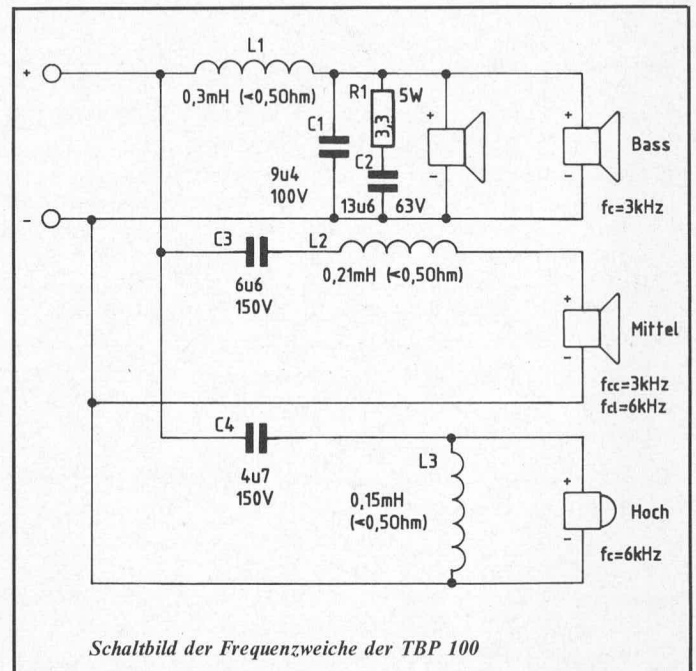 L1
+
0,3mH (<0,5Ohm)
R1
5W
3,3
C1
9u4
100V
C2
13u6
63V
+
-
+
-
Bass
fc=3kHz
-
C3
6u6
150V
L2
0,21mH (<0,5Ohm)
+
-
Mittel
fcc=3kHz
fcl=6kHz
C4
4u7
150V
L3
0,15mH
(<0,5Ohm)
+
-
Hoch
fc=6kHz
Schaltbild der Frequenzweiche der TBP 100